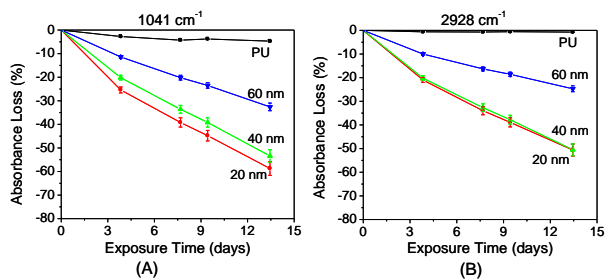 1041 cm-1
0
-10
-20
-30
-40
-50
-60
-70
-80
Absorbance Loss (%)
PU
60 nm
40 nm
20 nm
0 3 6 9 12 15
Exposure Time (days)
(A)
2928 cm-1
0
-10
-20
-30
-40
-50
-60
-70
-80
Absorbance Loss (%)
PU
60 nm
40 nm
20 nm
0 3 6 9 12 15
Exposure Time (days)
(B)